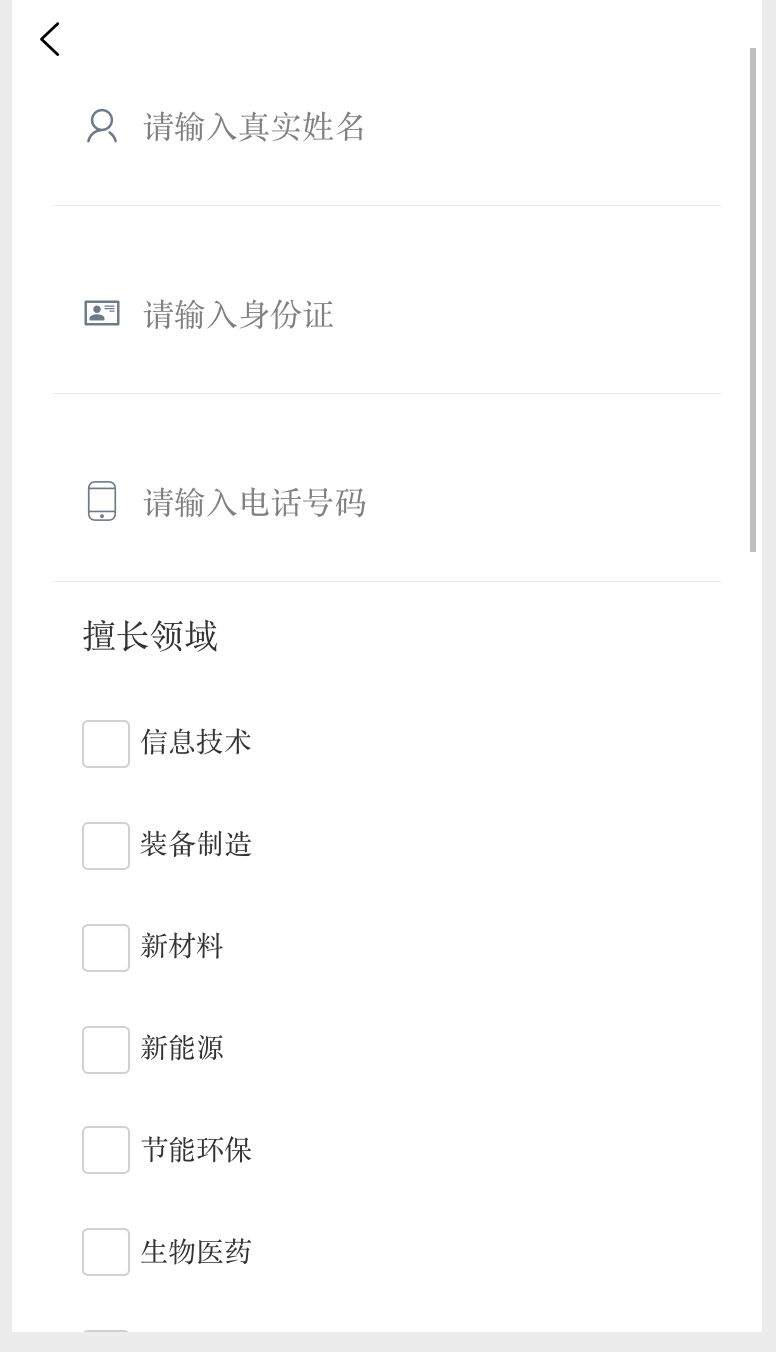 请输入真实姓名
请输入身份证
请输入电话号码
擅长领域
信息技术
装备制造
新材料
新能源
节能环保
生物医药